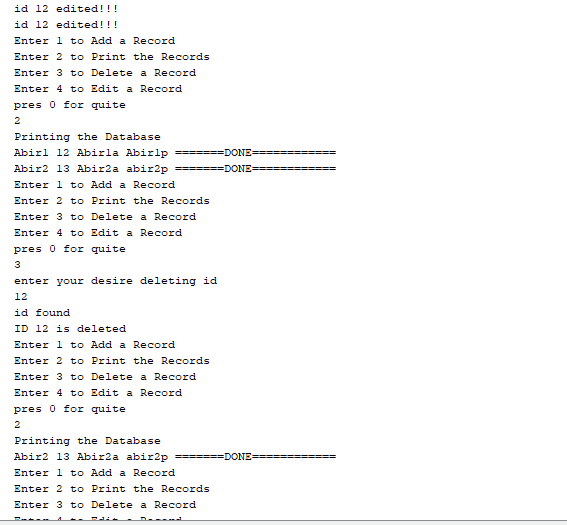 id 12 edited!!!
id 12 edited!!!
Enter 1 to Add a Record
Enter 2 to Print the Records
Enter 3 to Delete a Record
Enter 4 to Edit a Record
pres 0 for quite
2
Printing the Database
Abir1 12 Abir1a Abir1p =======DONE============
Abir2 13 Abir2a abir2p =======DONE============
Enter 1 to Add a Record
Enter 2 to Print the Records
Enter 3 to Delete a Record
Enter 4 to Edit a Record
pres 0 for quite
3
enter your desire deleting id
12
id found
ID 12 is deleted
Enter 1 to Add a Record
Enter 2 to Print the Records
Enter 3 to Delete a Record
Enter 4 to Edit a Record
pres 0 for quite
2
Printing the Database
Abir2 13 Abir2a abir2p =======DONE============
Enter 1 to Add a Record
Enter 2 to Print the Records
Enter 3 to Delete a Record
Enter 4 to Edit a Record